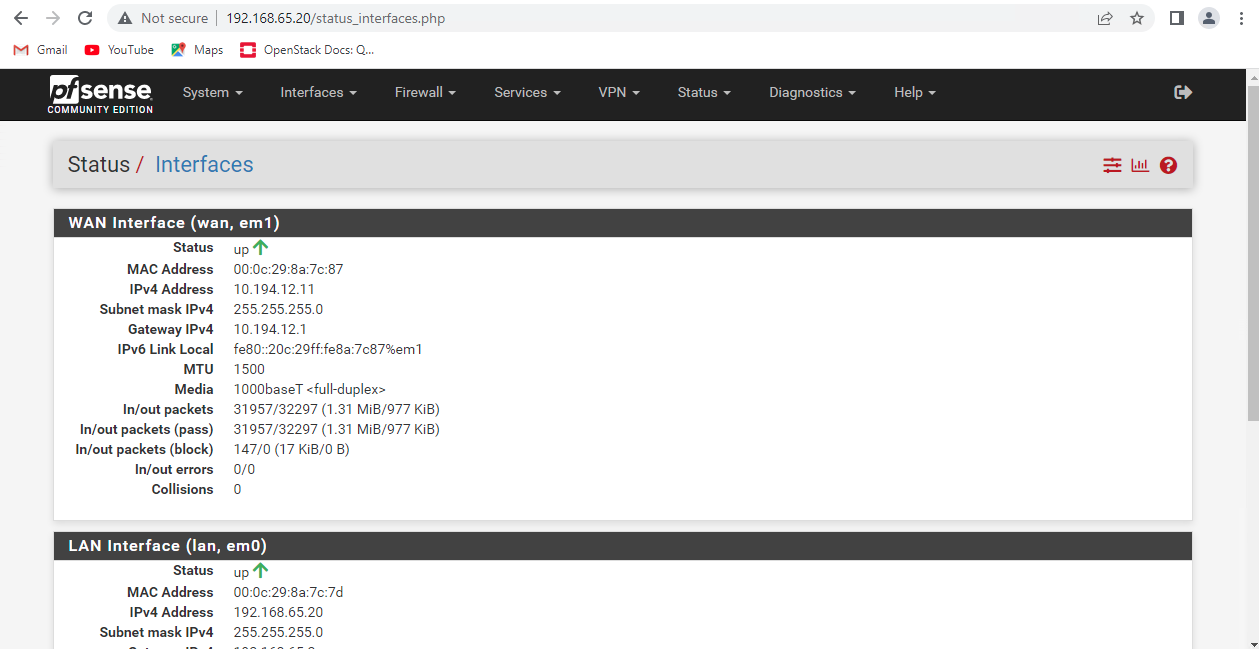 Not secure 192.168.65.20/status_interfaces.php
Gmail YouTube Maps OpenStack Docs: Q...
pfsense System Interfaces Firewall Services VPN Status Diagnostics Help
COMMUNITY EDITION
Status / Interfaces
WAN Interface (wan, em1)
Status up
MAC Address 00:0c:29:8a:7c:87
IPv4 Address 10.194.12.11
Subnet mask IPv4 255.255.255.0
Gateway IPv4 10.194.12.1
IPv6 Link Local fe80::20c:29ff:fe8a:7c87%em1
MTU 1500
Media 1000baseT <full-duplex>
In/out packets 31957/32297 (1.31 MiB/977 KiB)
In/out packets (pass) 31957/32297 (1.31 MiB/977 KiB)
In/out packets (block) 147/0 (17 KiB/0 B)
In/out errors 0/0
Collisions 0
LAN Interface (lan, em0)
Status up
MAC Address 00:0c:29:8a:7c:7d
IPv4 Address 192.168.65.20
Subnet mask IPv4 255.255.255.0